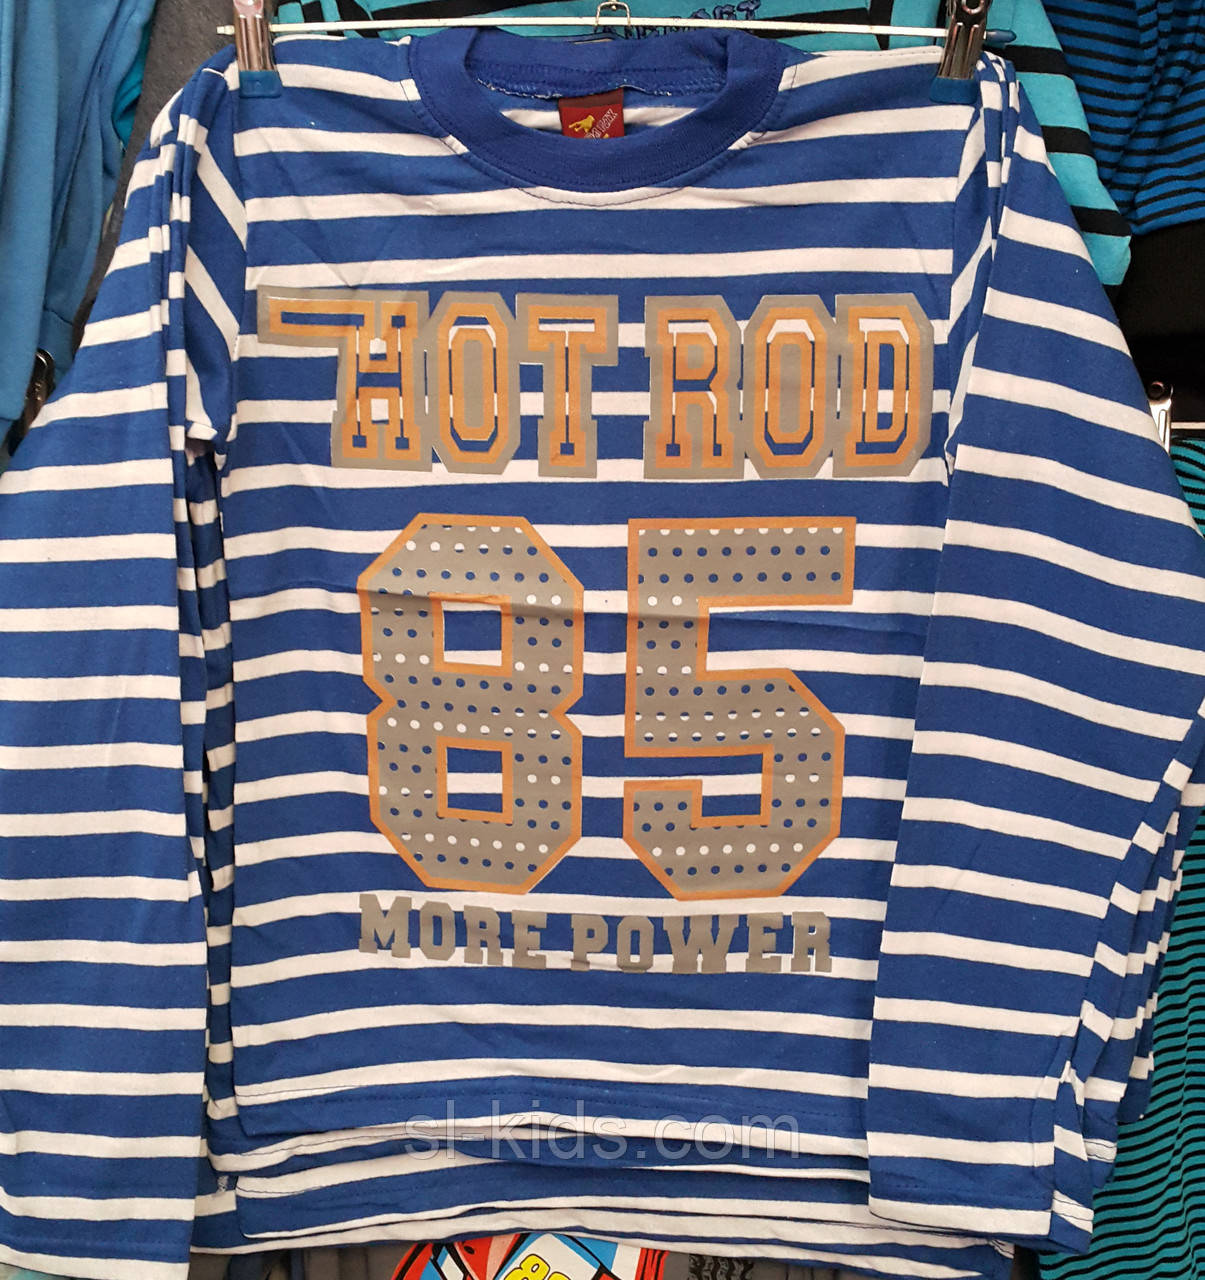 HOT ROD
85
MORE POWER
sl-kids.com